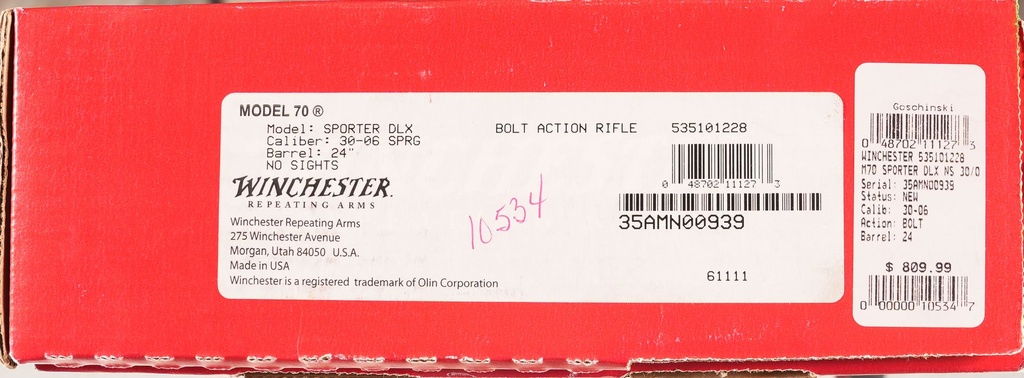 MODEL 70 ®
Model: SPORTER DLX
Caliber: 30-06 SPRG
Barrel: 24"
NO SIGHTS
WINCHESTER.
REPEATING ARMS
Winchester Repeating Arms
275 Winchester Avenue
Morgan, Utah 84050 U.S.A.
Made in USA
Winchester is a registered trademark of Olin Corporation
BOLT ACTION RIFLE 535101228
0 48702 11127 3
35AMN00939
10534
61111
Goschinski
0 48702 11127 3
WINCHESTER 535101228
M70 SPORTER DLX NS 30/0
Serial: 35AMN00939
Status: NEW
Calib: 30-06
Action: BOLT
Barrel: 24
$ 809.99
0 00000 10534 7